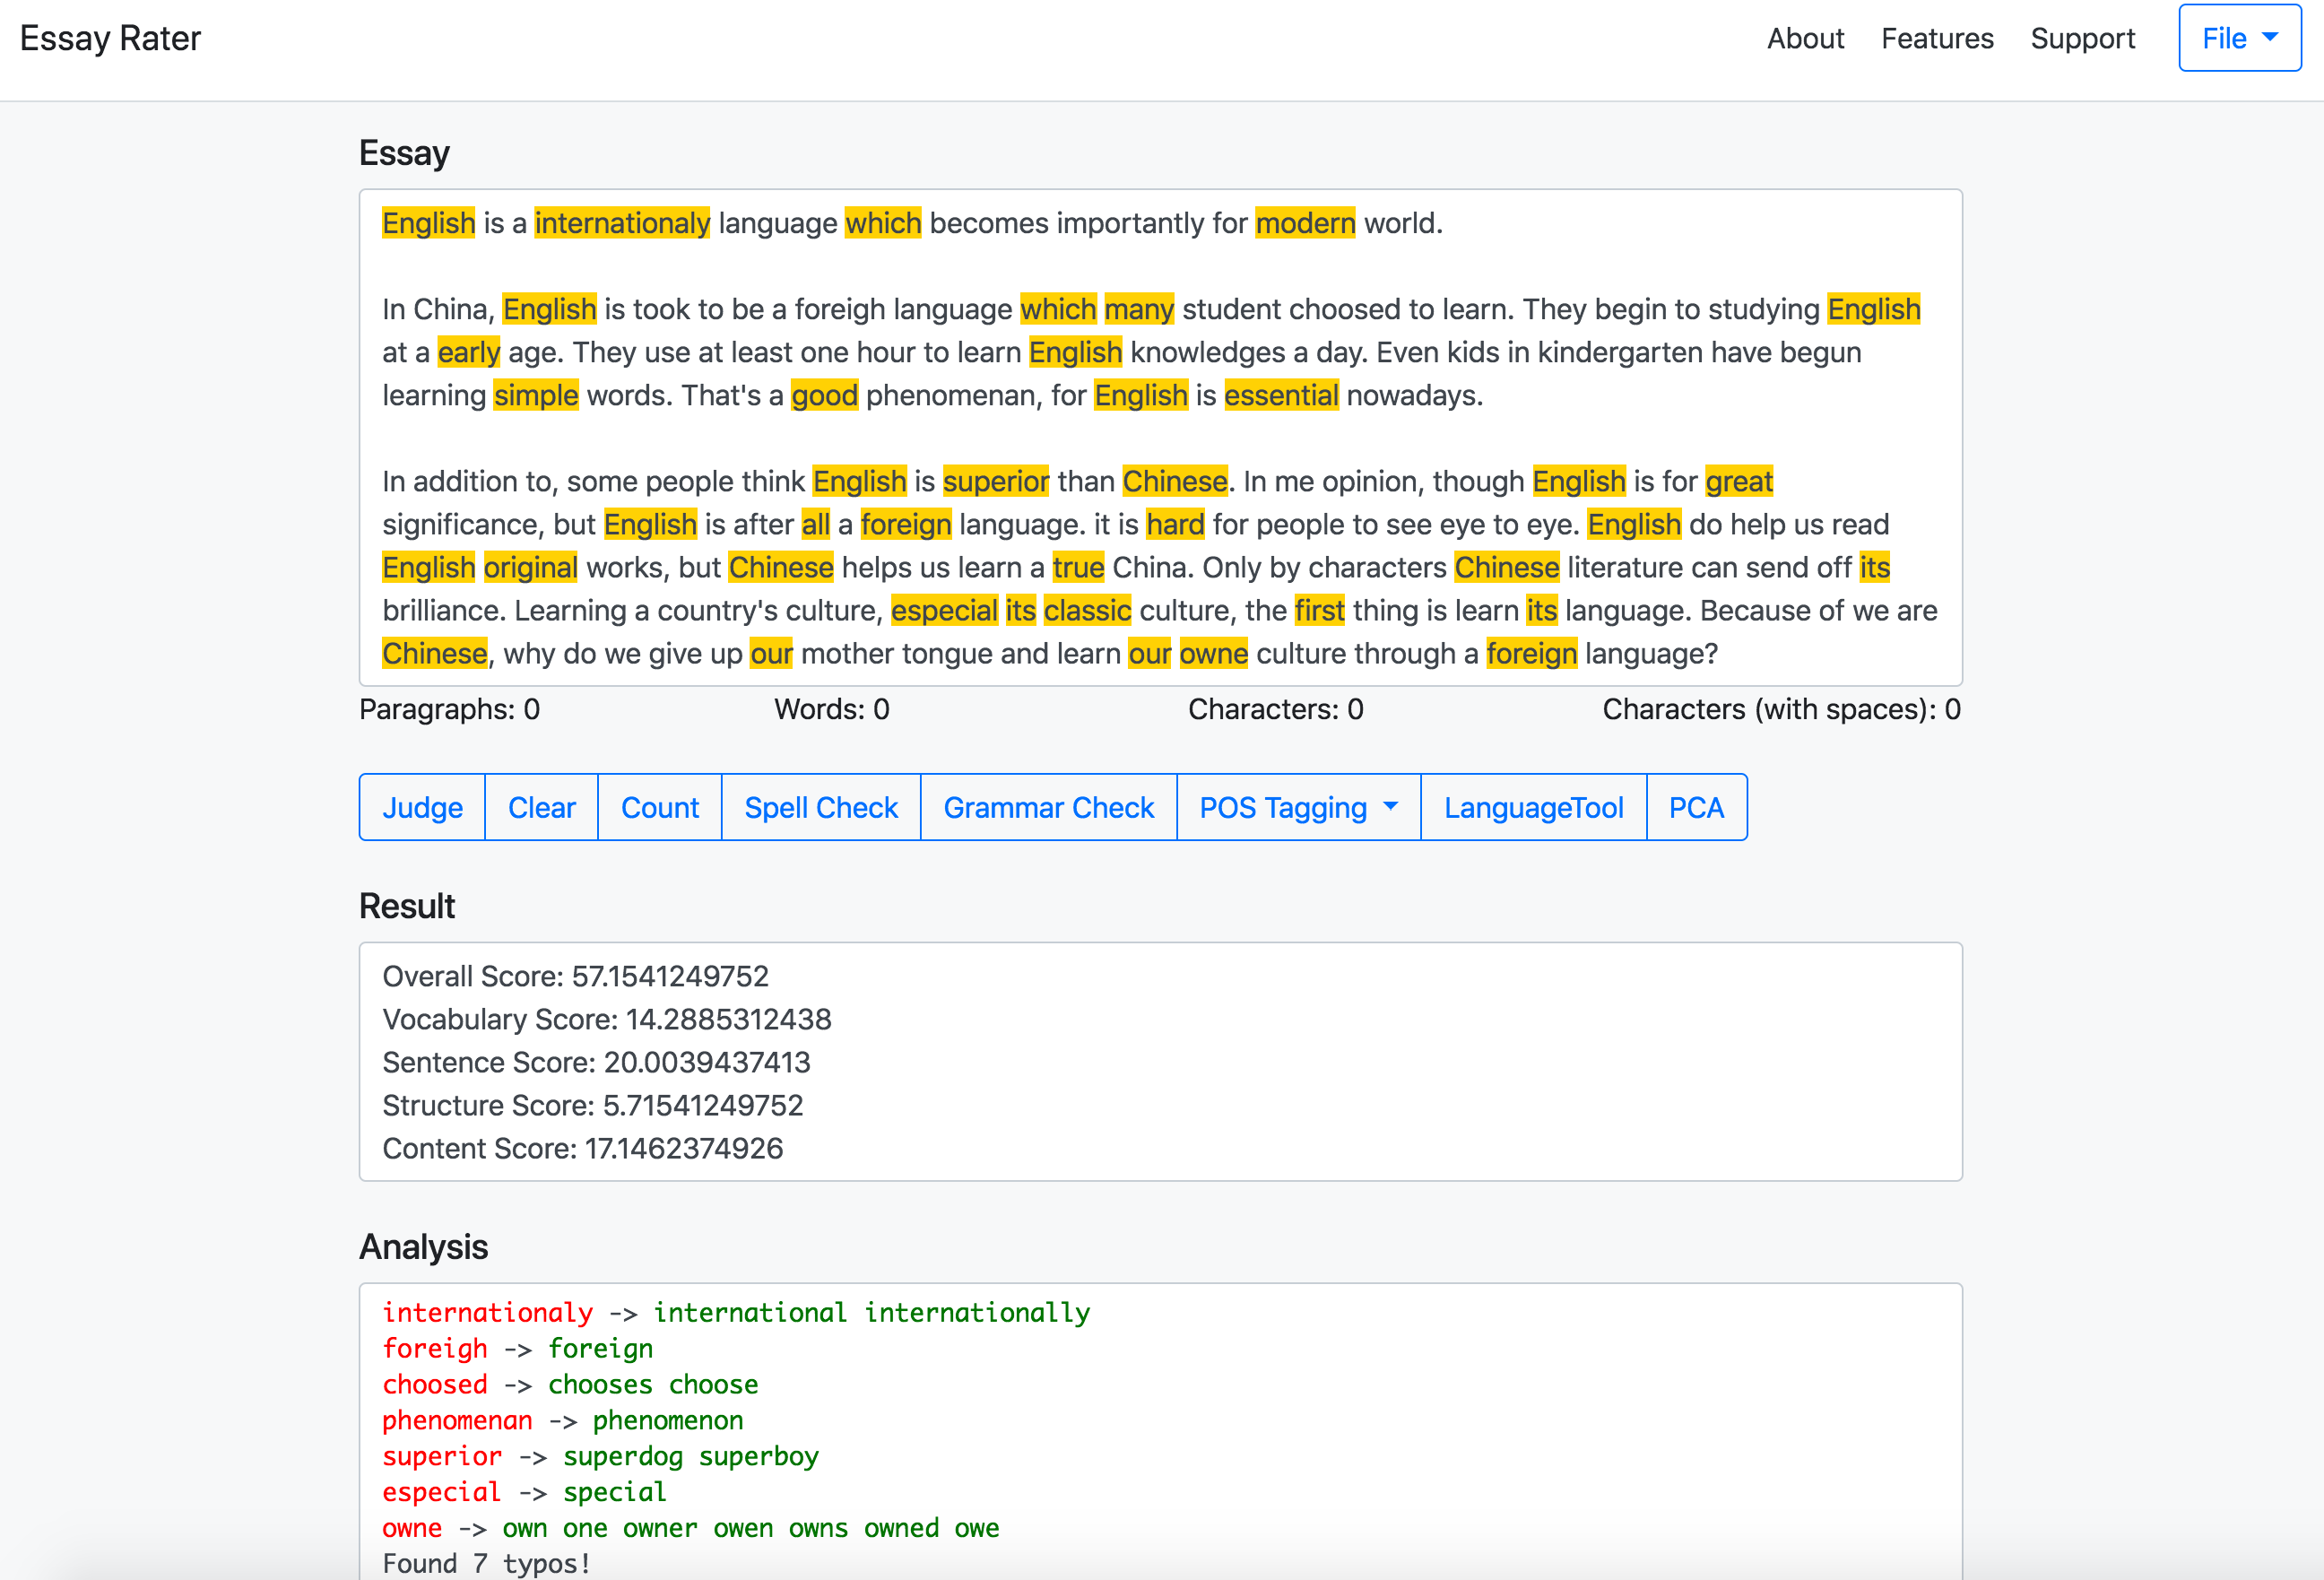 Essay Rater
About Features Support File
Essay
English is a internationaly language which becomes importantly for modern world.
In China, English is took to be a foreigh language which many student choosed to learn. They begin to studying English
at a early age. They use at least one hour to learn English knowledges a day. Even kids in kindergarten have begun
learning simple words. That's a good phenomenan, for English is essential nowadays.
In addition to, some people think English is superior than Chinese. In me opinion, though English is for great
significance, but English is after all a foreign language. it is hard for people to see eye to eye. English do help us read
English original works, but Chinese helps us learn a true China. Only by characters Chinese literature can send off its
brilliance. Learning a country's culture, especial its classic culture, the first thing is learn its language. Because of we are
Chinese, why do we give up our mother tongue and learn our owne culture through a foreign language?
Paragraphs: 0 Words: 0 Characters: 0 Characters (with spaces): 0
Judge Clear Count Spell Check Grammar Check POS Tagging LanguageTool PCA
Result
Overall Score: 57.1541249752
Vocabulary Score: 14.2885312438
Sentence Score: 20.0039437413
Structure Score: 5.71541249752
Content Score: 17.1462374926
Analysis
internationaly -> international internationally
foreigh -> foreign
choosed -> chooses choose
phenomenan -> phenomenon
superior -> superdog superboy
especial -> special
owne -> own one owner owen owns owned owe
Found 7 typos!